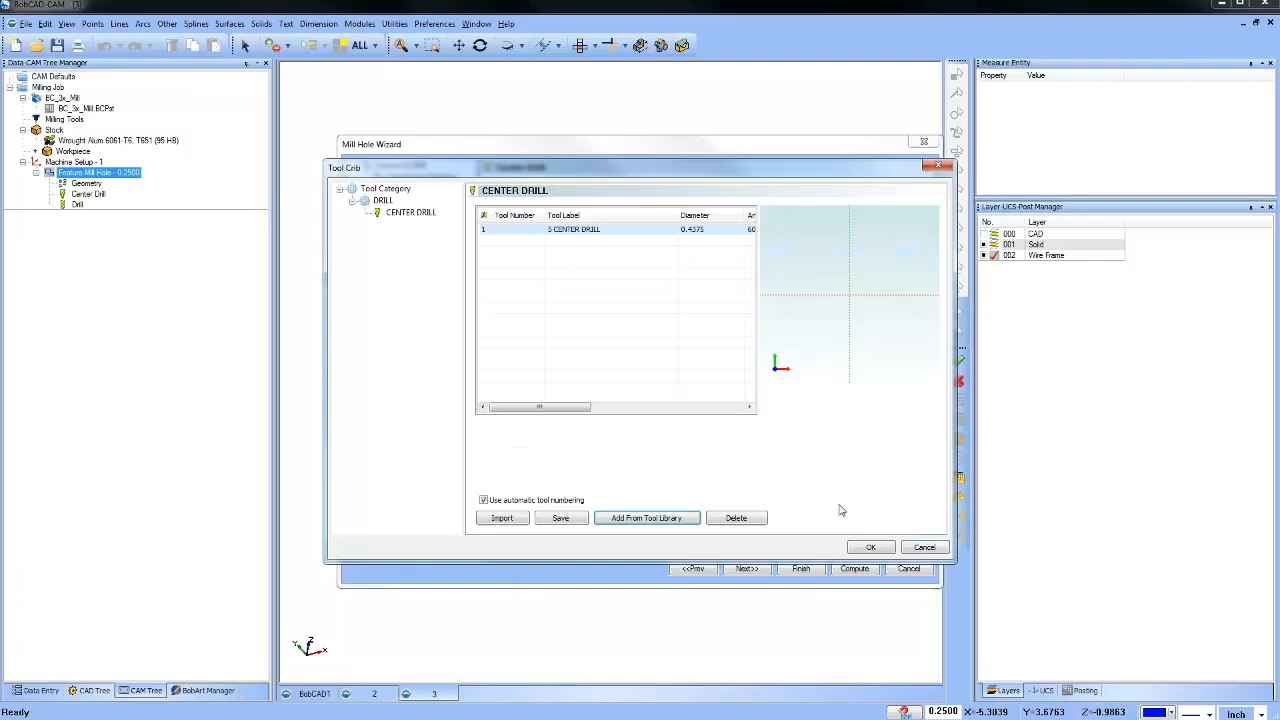 BobCAD-CAM - [3]
File Edit View Points Lines Arcs Other Splines Surfaces Solids Text Dimension Modules Utilities Preferences Window Help
ALL
Data-CAM Tree Manager
CAM Defaults
Milling Job
BC_3x_Mill
BC_3x_Mill.BCPst
Milling Tools
Stock
Wrought Alum 6061-T6, T651 (95 HB)
Workpiece
Machine Setup - 1
Feature Mill Hole - 0.2500
Geometry
Center Drill
Drill
Mill Hole Wizard
Tool Crib
Tool Category
DRILL
CENTER DRILL
CENTER DRILL
Tool Number Tool Label Diameter An
1 5 CENTER DRILL 0.4375 60
Use automatic tool numbering
Import Save Add From Tool Library Delete
OK Cancel
<<Prev Next>> Finish Compute Cancel
Z
Y
X
Measure Entity
Property Value
Layer-UCS-Post Manager
No. Layer
000 CAD
001 Solid
002 Wire Frame
Data Entry CAD Tree CAM Tree BobArt Manager
BobCAD1 2 3
Layers UCS Posting
Ready
0.2500 X=-5.3039 Y=3.6763 Z=-0.9863 Inch